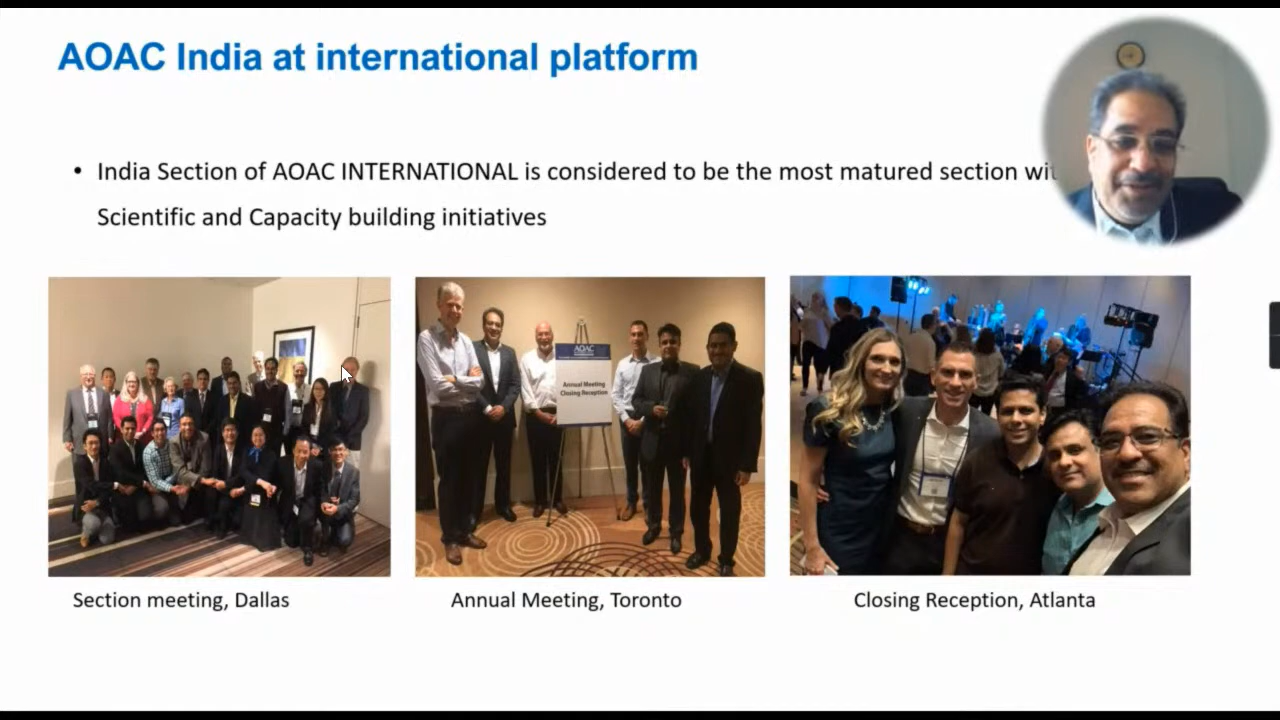 AOAC India at international platform
• India Section of AOAC INTERNATIONAL is considered to be the most matured section
Scientific and Capacity building initiatives
AOAC
Annual Meeting
Closing Reception
Section meeting, Dallas
Annual Meeting, Toronto
Closing Reception, Atlanta